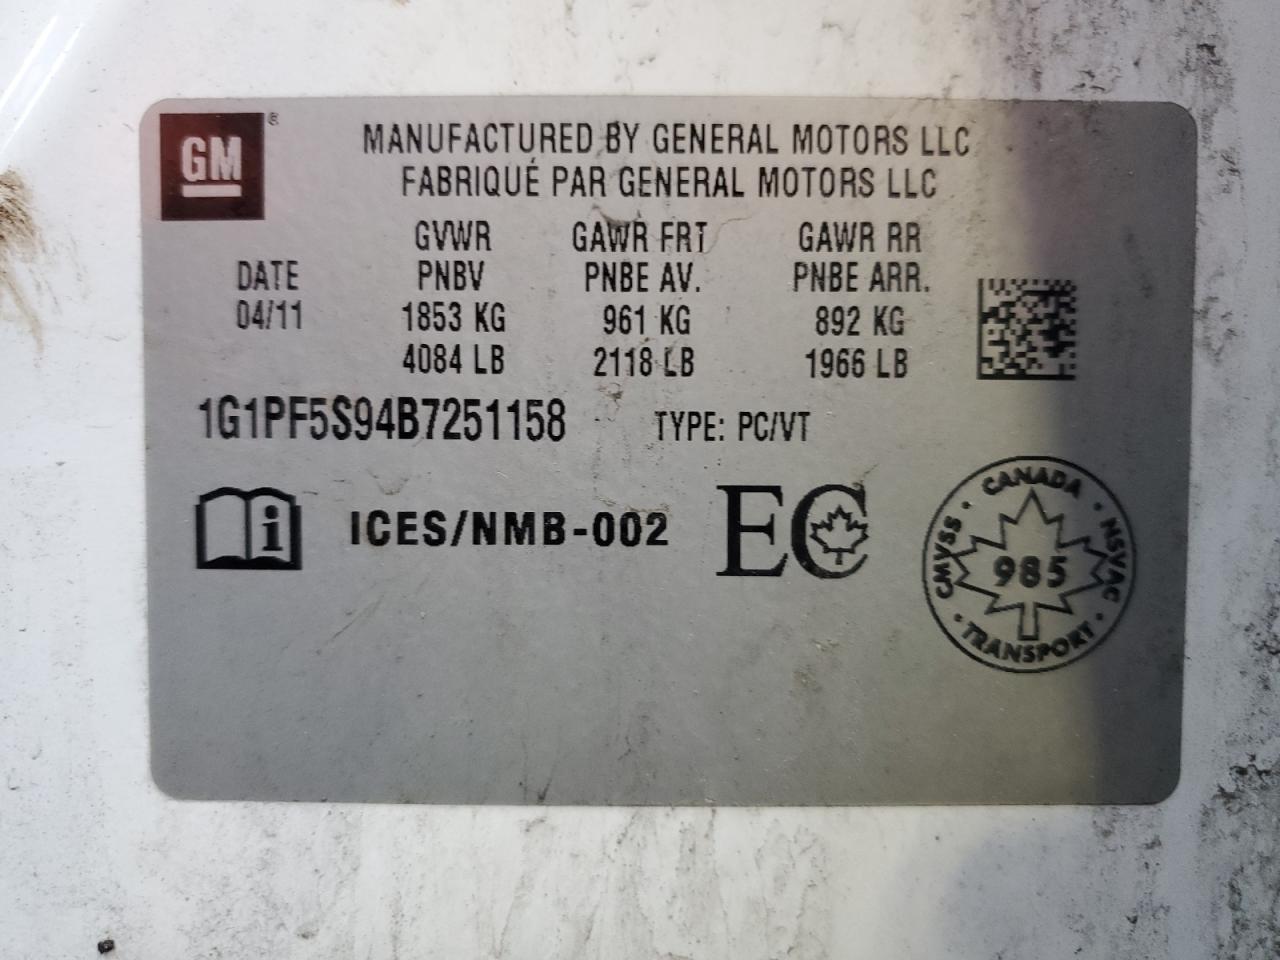 GM ®
MANUFACTURED BY GENERAL MOTORS LLC
FABRIQUÉ PAR GENERAL MOTORS LLC
GVWR GAWR FRT GAWR RR
DATE PNBV PNBE AV. PNBE ARR.
04/11 1853 KG 961 KG 892 KG
4084 LB 2118 LB 1966 LB
1G1PF5S94B7251158 TYPE: PC/VT
i ICES/NMB-002 EC
CANADA
CMVSS 985 NSVAC
TRANSPORT